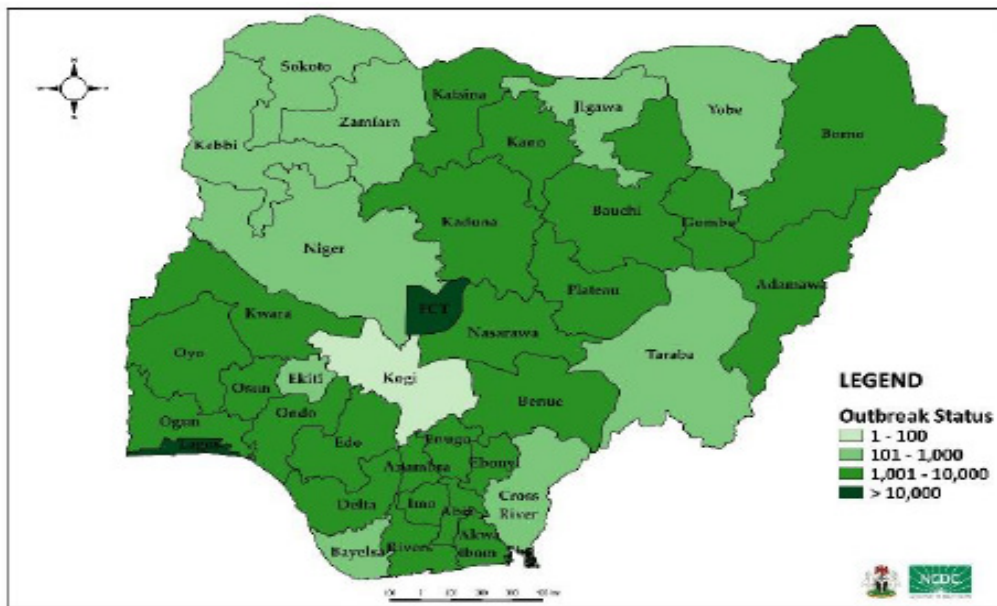 Sokoto
Katsina
Jigawa
Yobe
Zamfara
Borno
Kebbi
Kano
Bauchi
Kaduna
Gombe
Niger
Adamawa
FCT
Plateau
Kwara
Nasarawa
Taraba
Oyo
Kogi
Ekiti
Osun
Benue
Ogun
Ondo
Edo
Enugu
Lagos
Anambra
Ebonyi
Delta
Imo
Abia
Cross
River
Bayelsa
Rivers
Akwa
Ibom
LEGEND
Outbreak Status
1 - 100
101 - 1,000
1,001 - 10,000
> 10,000
NCDC